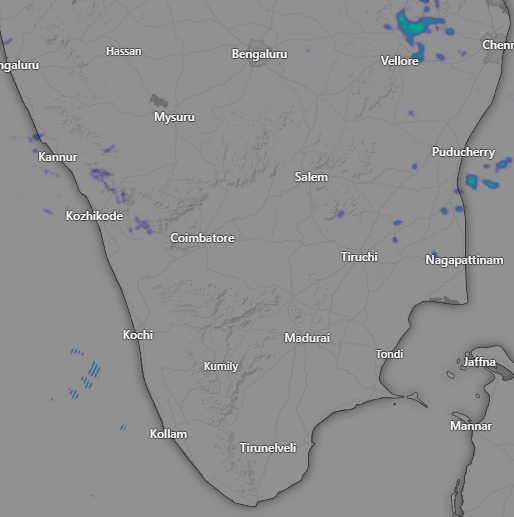 Hassan
Bengaluru
Chenn
ngaluru
Vellore
Mysuru
Kannur
Puducherry
Salem
Kozhikode
Coimbatore
Tiruchi
Nagapattinam
Kochi
Madurai
Tondi
Kumily
Jaffna
Mannar
Kollam
Tirunelveli